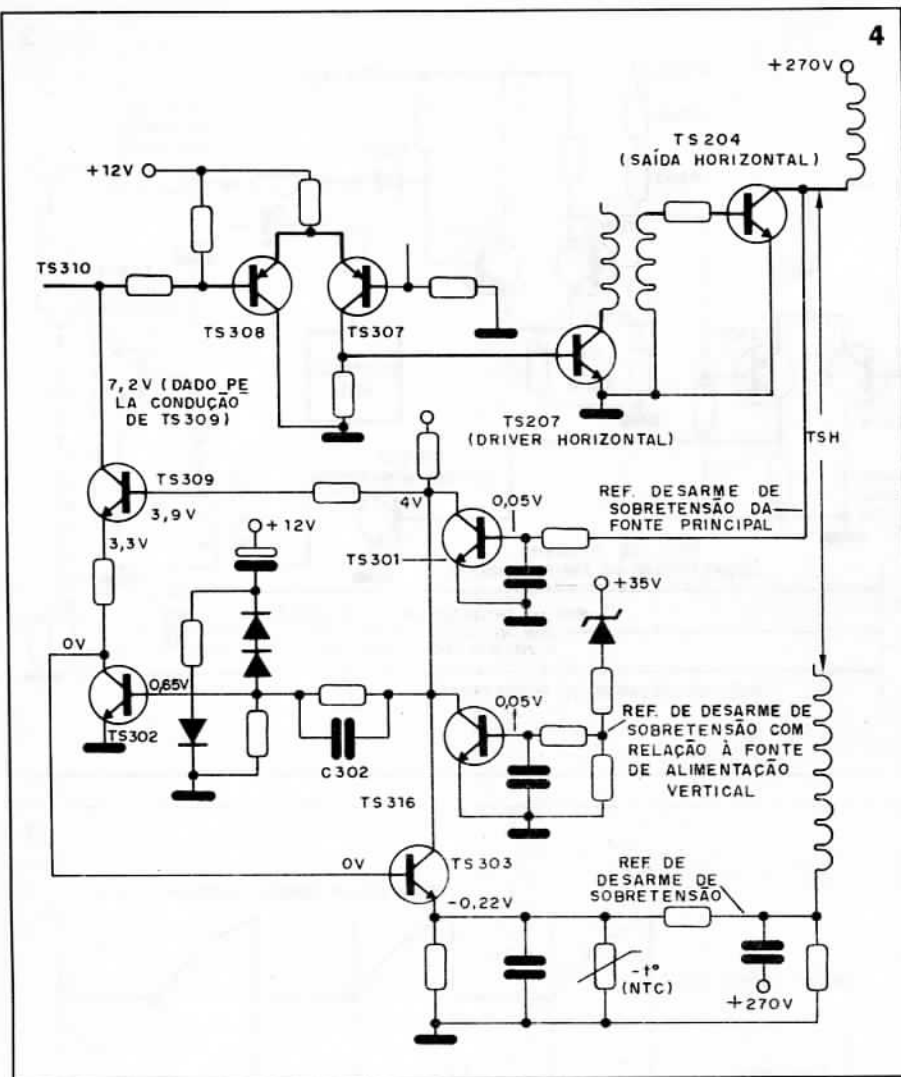 4
+270V
TS204
(SAÍDA HORIZONTAL)
+12V
TS310
TS308
TS307
7,2V (DADO PE
LA CONDUÇÃO
DE TS309)
TS207
(DRIVER HORIZONTAL)
TSH
TS309
3,9V
4V
0,05V
REF. DESARME DE
SOBRETENSÃO DA
FONTE PRINCIPAL
3,3V
+12V
TS301
+35V
0V
0,65V
TS302
0,05V
REF. DE DESARME DE
SOBRETENSÃO COM
RELAÇÃO À FONTE
DE ALIMENTAÇÃO
VERTICAL
C302
TS316
0V
TS303
-0,22V
REF. DE
DESARME DE
SOBRETENSÃO
-t°
(NTC)
+270V